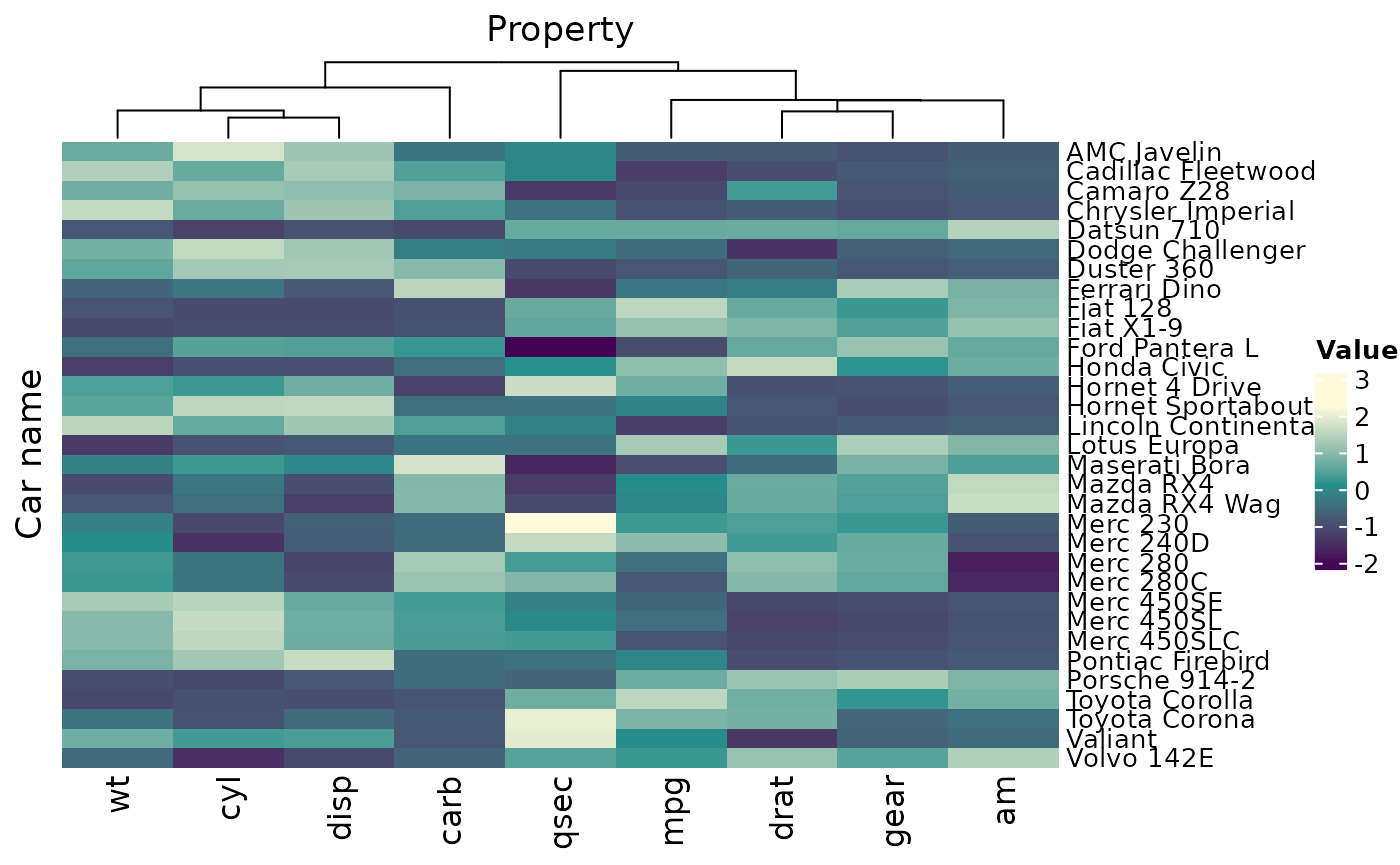 Property
Car name
AMC Javelin
Cadillac Fleetwood
Camaro Z28
Chrysler Imperial
Datsun 710
Dodge Challenger
Duster 360
Ferrari Dino
Fiat 128
Fiat X1-9
Ford Pantera L
Honda Civic
Hornet 4 Drive
Hornet Sportabout
Lincoln Continenta
Lotus Europa
Maserati Bora
Mazda RX4
Mazda RX4 Wag
Merc 230
Merc 240D
Merc 280
Merc 280C
Merc 450SE
Merc 450SL
Merc 450SLC
Pontiac Firebird
Porsche 914-2
Toyota Corolla
Toyota Corona
Valiant
Volvo 142E
Value
3
2
1
0
-1
-2
wt
cyl
disp
carb
qsec
mpg
drat
gear
am